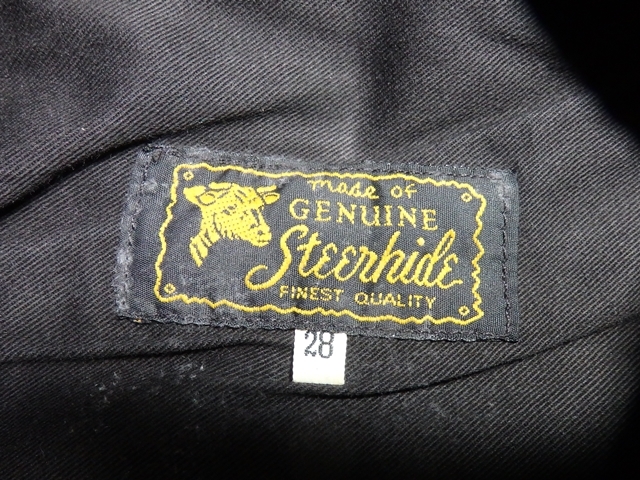 made of
GENUINE
Steerhide
FINEST QUALITY
28